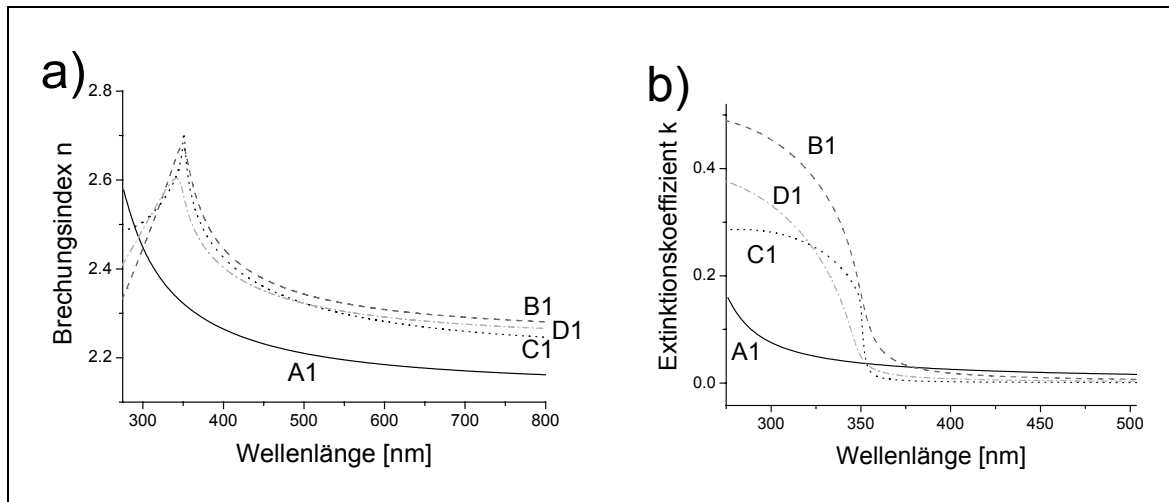 a)
2.8
2.6
2.4
2.2
Brechungsindex n
B1
D1
C1
A1
300 400 500 600 700 800
Wellenlänge [nm]
b)
0.4
0.2
0.0
Extinktionskoeffizient k
B1
D1
C1
A1
300 350 400 450 500
Wellenlänge [nm]